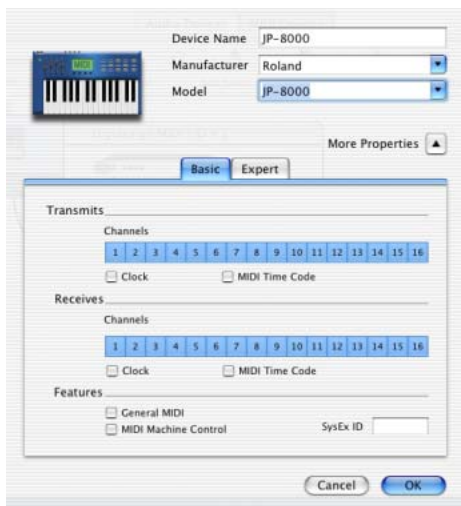 Device Name JP-8000
Manufacturer Roland
Model JP-8000
MIDI
More Properties
Basic Expert
Transmits
Channels
1 2 3 4 5 6 7 8 9 10 11 12 13 14 15 16
Clock MIDI Time Code
Receives
Channels
1 2 3 4 5 6 7 8 9 10 11 12 13 14 15 16
Clock MIDI Time Code
Features
General MIDI
MIDI Machine Control SysEx ID
Cancel OK